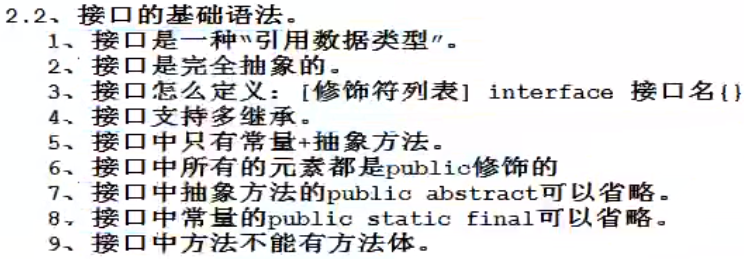 2.2、接口的基础语法。
1、接口是一种“引用数据类型”。
2、接口是完全抽象的。
3、接口怎么定义：[修饰符列表] interface 接口名{}
4、接口支持多继承。
5、接口中只有常量+抽象方法。
6、接口中所有的元素都是public修饰的
7、接口中抽象方法的public abstract可以省略。
8、接口中常量的public static final可以省略。
9、接口中方法不能有方法体。